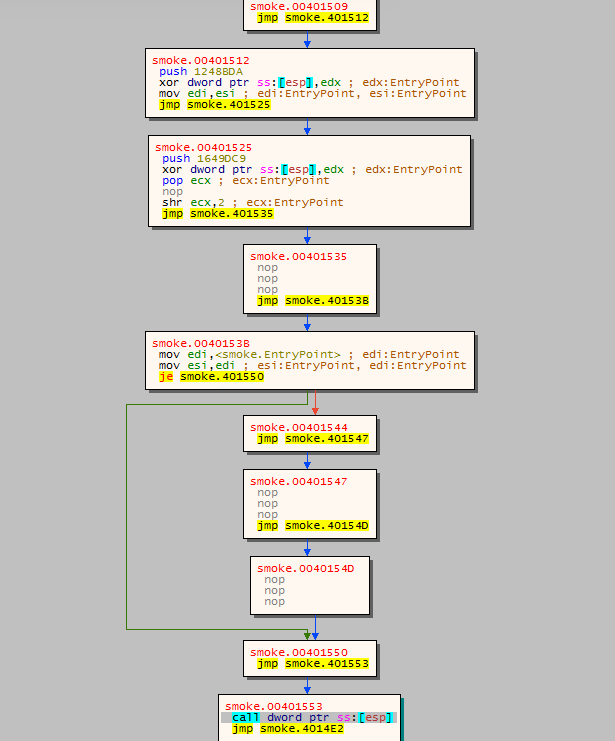 smoke.00401509
jmp smoke.401512
smoke.00401512
push 1248BDA
xor dword ptr ss:[esp],edx ; edx:EntryPoint
mov edi,esi ; edi:EntryPoint, esi:EntryPoint
jmp smoke.401525
smoke.00401525
push 1649DC9
xor dword ptr ss:[esp],edx ; edx:EntryPoint
pop ecx ; ecx:EntryPoint
nop
shr ecx,2 ; ecx:EntryPoint
jmp smoke.401535
smoke.00401535
nop
nop
nop
jmp smoke.40153B
smoke.0040153B
mov edi,<smoke.EntryPoint> ; edi:EntryPoint
mov esi,edi ; esi:EntryPoint, edi:EntryPoint
je smoke.401550
smoke.00401544
jmp smoke.401547
smoke.00401547
nop
nop
nop
jmp smoke.40154D
smoke.0040154D
nop
nop
nop
smoke.00401550
jmp smoke.401553
smoke.00401553
call dword ptr ss:[esp]
jmp smoke.4014E2